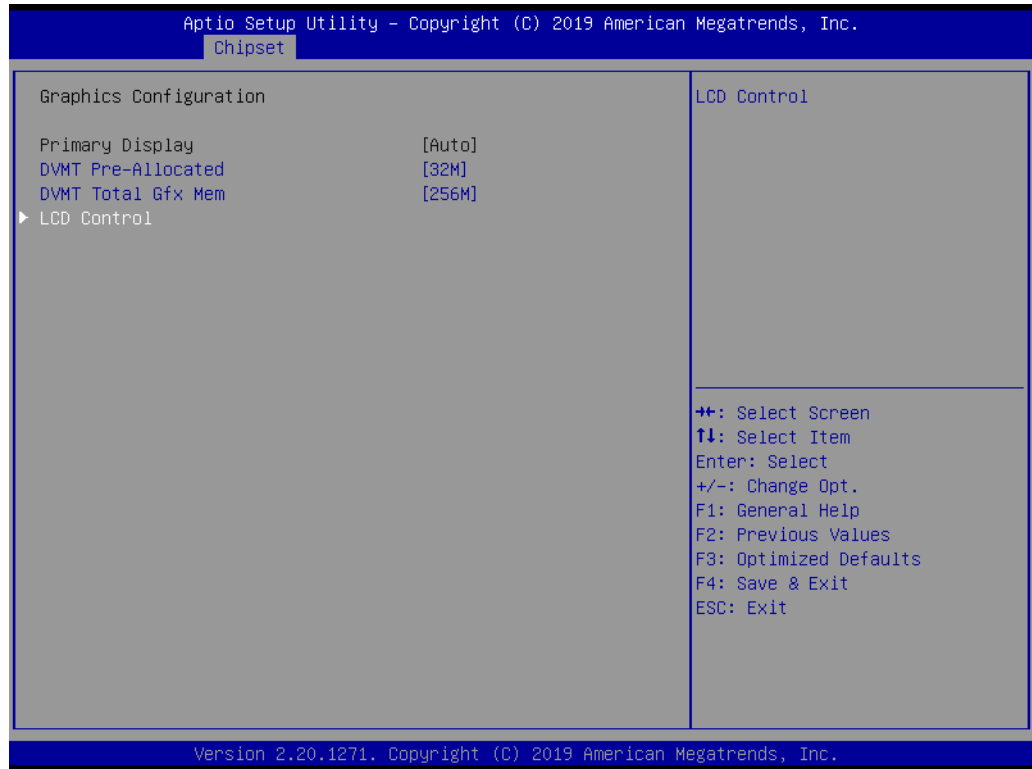 Aptio Setup Utility – Copyright (C) 2019 American Megatrends, Inc.
Chipset
Graphics Configuration
Primary Display [Auto]
DVMT Pre-Allocated [32M]
DVMT Total Gfx Mem [256M]
LCD Control
LCD Control
→←: Select Screen
↑↓: Select Item
Enter: Select
+/-: Change Opt.
F1: General Help
F2: Previous Values
F3: Optimized Defaults
F4: Save & Exit
ESC: Exit
Version 2.20.1271. Copyright (C) 2019 American Megatrends, Inc.